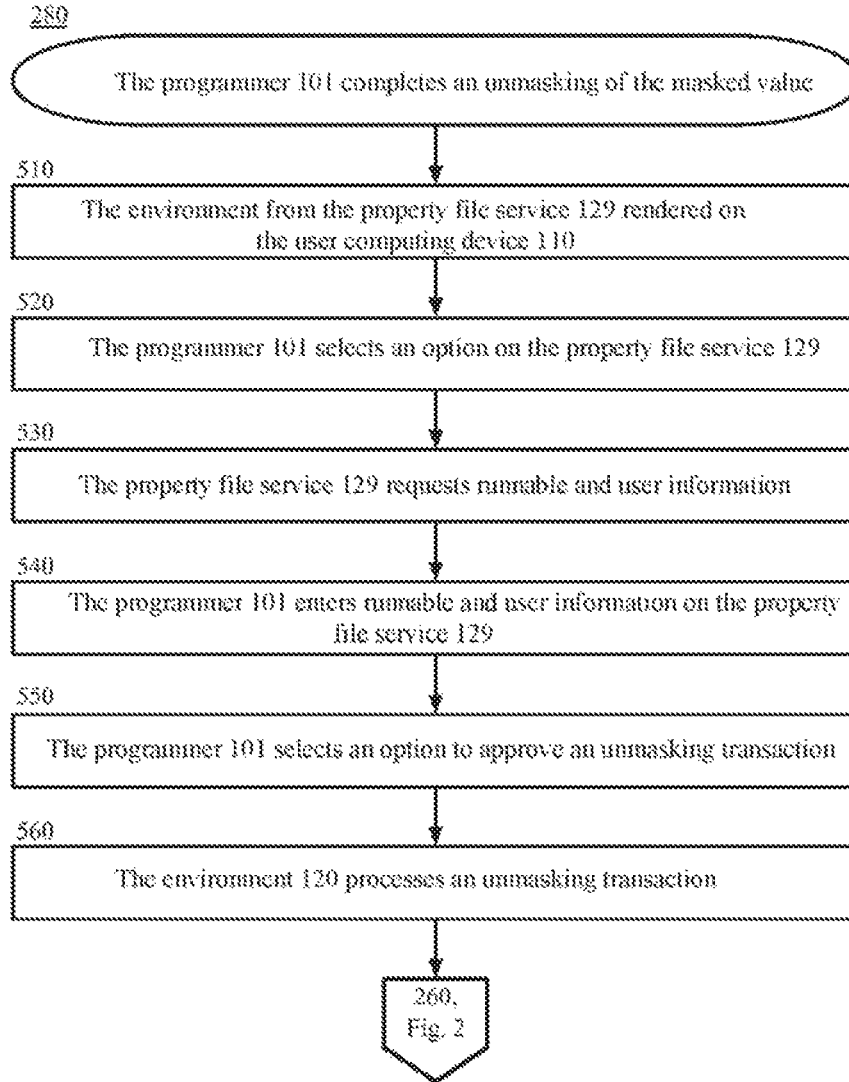 280
The programmer 101 completes an unmasking of the masked value
510
The environment from the property file service 129 rendered on
the user computing device 110
520
The programmer 101 selects an option on the property file service 129
530
The property file service 129 requests runnable and user information
540
The programmer 101 enters runnable and user information on the property
file service 129
550
The programmer 101 selects an option to approve an unmasking transaction
560
The environment 120 processes an unmasking transaction
260,
Fig. 2